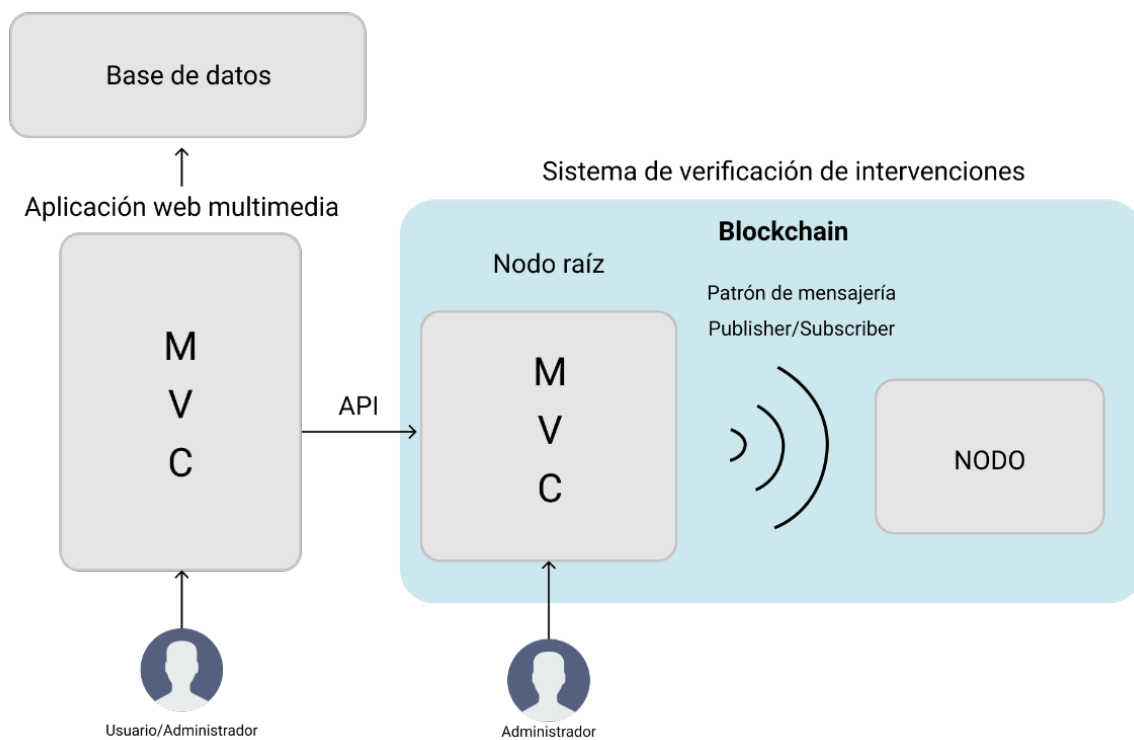 Base de datos
Aplicación web multimedia
M
V
C
Usuario/Administrador
API
Sistema de verificación de intervenciones
Blockchain
Nodo raíz
M
V
C
Administrador
Patrón de mensajería
Publisher/Subscriber
NODO